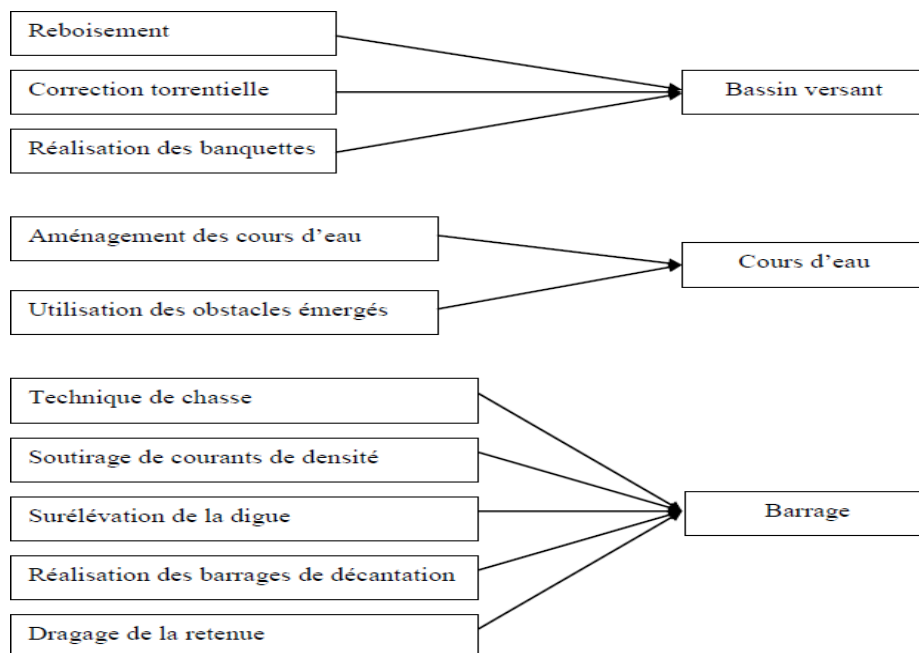 Reboisement
Correction torrentielle
Bassin versant
Réalisation des banquettes
Aménagement des cours d'eau
Cours d'eau
Utilisation des obstacles émergés
Technique de chasse
Soutirage de courants de densité
Surélévation de la digue
Barrage
Réalisation des barrages de décantation
Dragage de la retenue